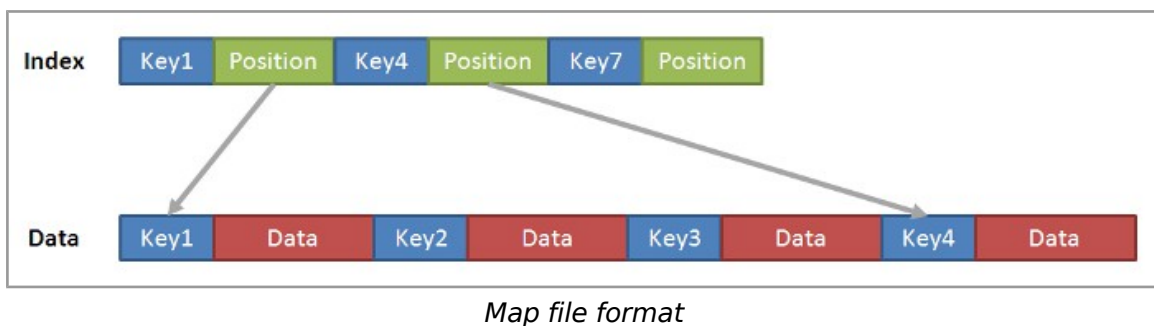 Index Key1 Position Key4 Position Key7 Position
Data Key1 Data Key2 Data Key3 Data Key4 Data
Map file format